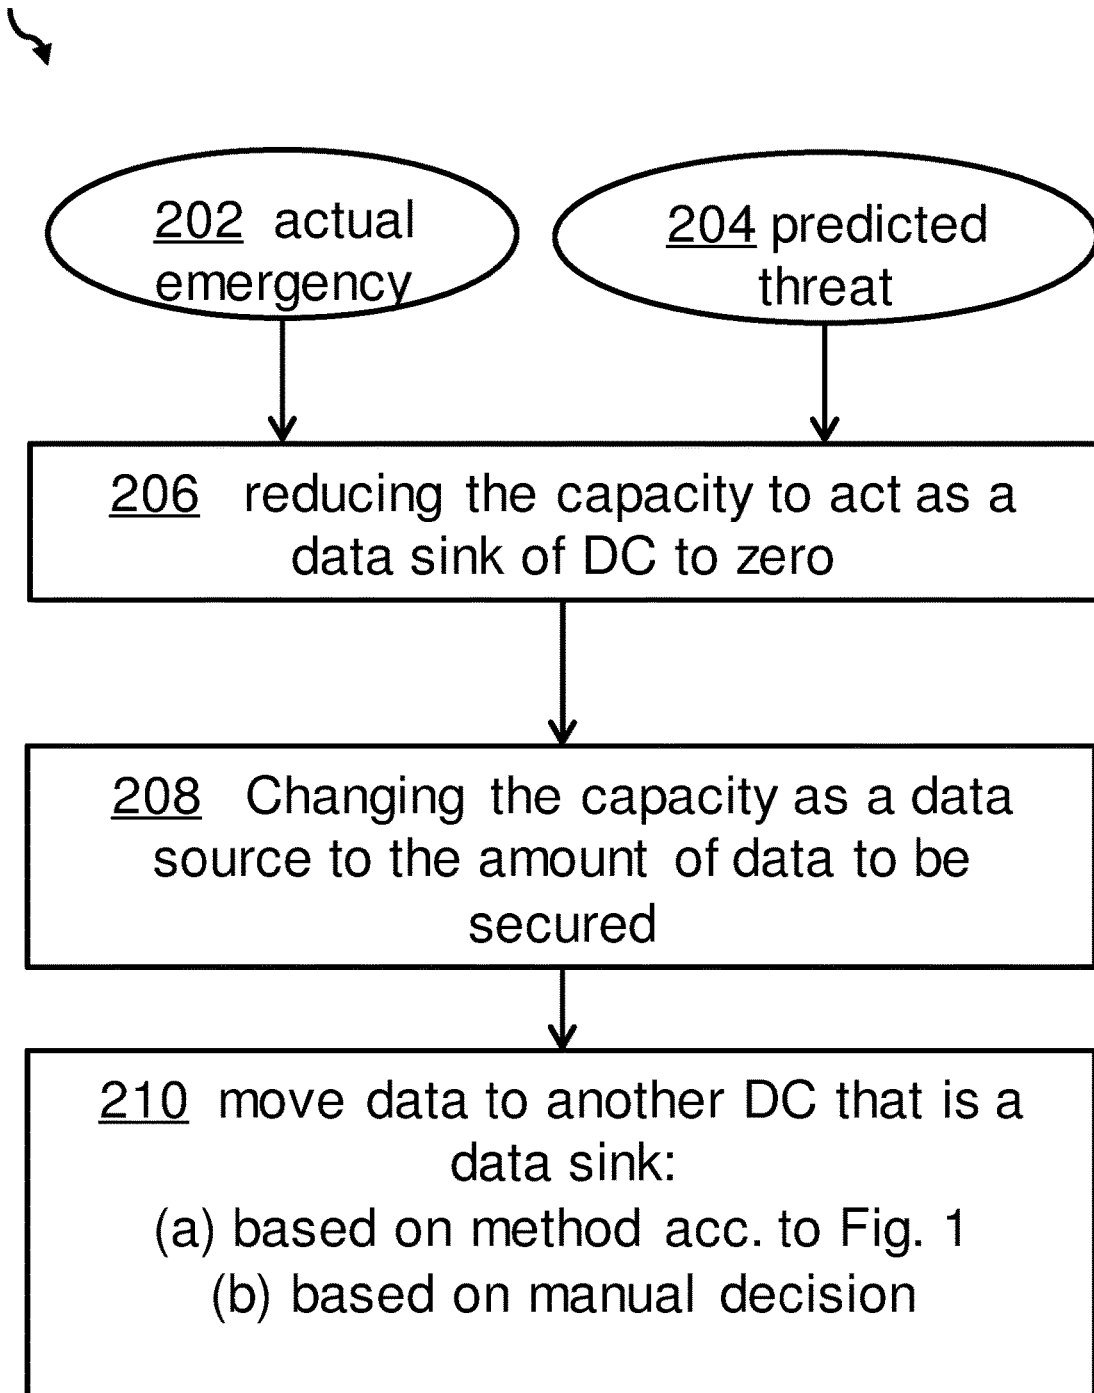 202 actual
emergency
204 predicted
threat
206 reducing the capacity to act as a
data sink of DC to zero
208 Changing the capacity as a data
source to the amount of data to be
secured
210 move data to another DC that is a
data sink:
(a) based on method acc. to Fig. 1
(b) based on manual decision